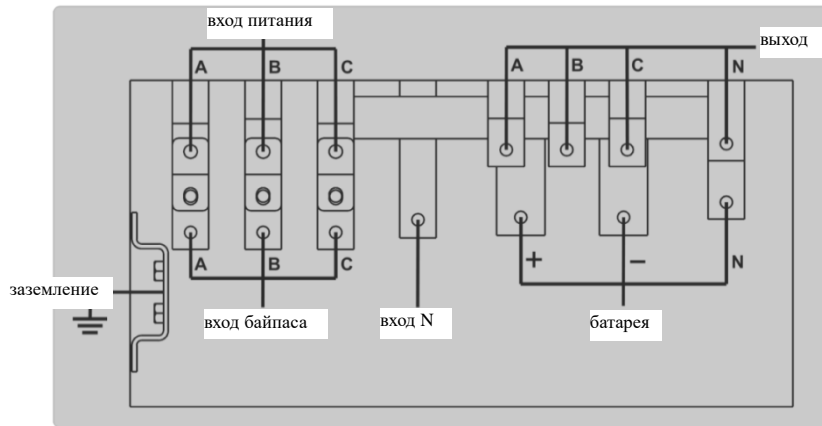 вход питания
выход
A B C A B C N
A B C + − N
заземление
вход байпаса вход N батарея